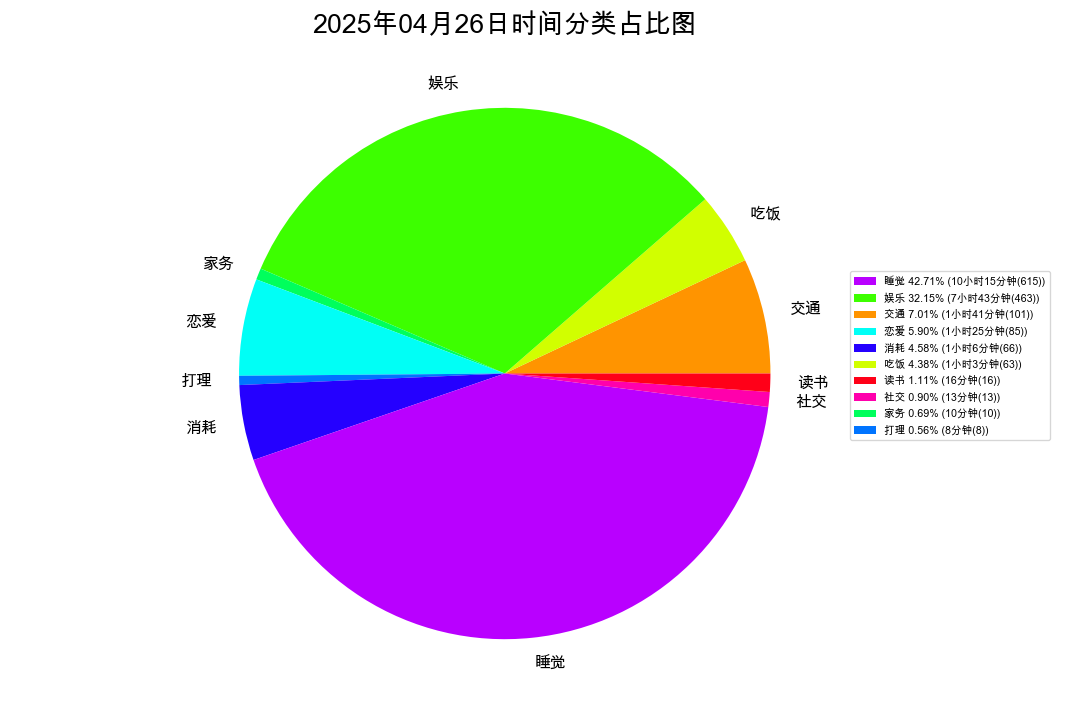 2025年04月26日时间分类占比图
娱乐
吃饭
家务
交通
恋爱
打理
读书
社交
消耗
睡觉
睡觉 42.71% (10小时15分钟(615))
娱乐 32.15% (7小时43分钟(463))
交通 7.01% (1小时41分钟(101))
恋爱 5.90% (1小时25分钟(85))
消耗 4.58% (1小时6分钟(66))
吃饭 4.38% (1小时3分钟(63))
读书 1.11% (16分钟(16))
社交 0.90% (13分钟(13))
家务 0.69% (10分钟(10))
打理 0.56% (8分钟(8))